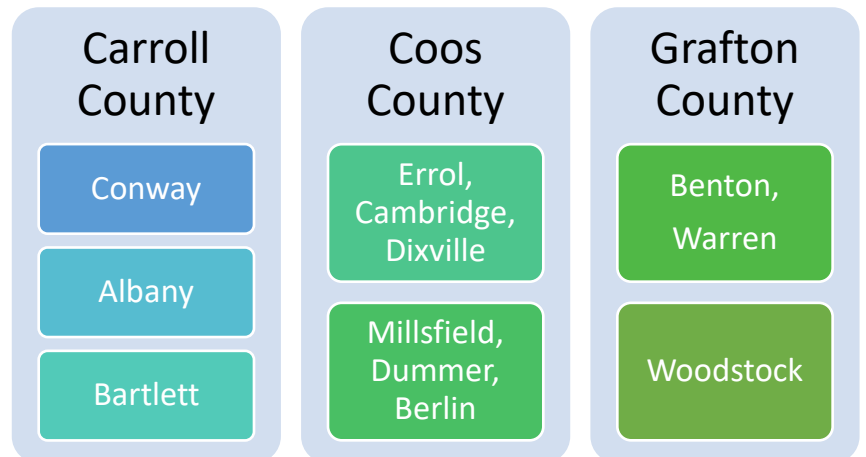 Carroll
County
Conway
Albany
Bartlett
Coos
County
Errol,
Cambridge,
Dixville
Millsfield,
Dummer,
Berlin
Grafton
County
Benton,
Warren
Woodstock